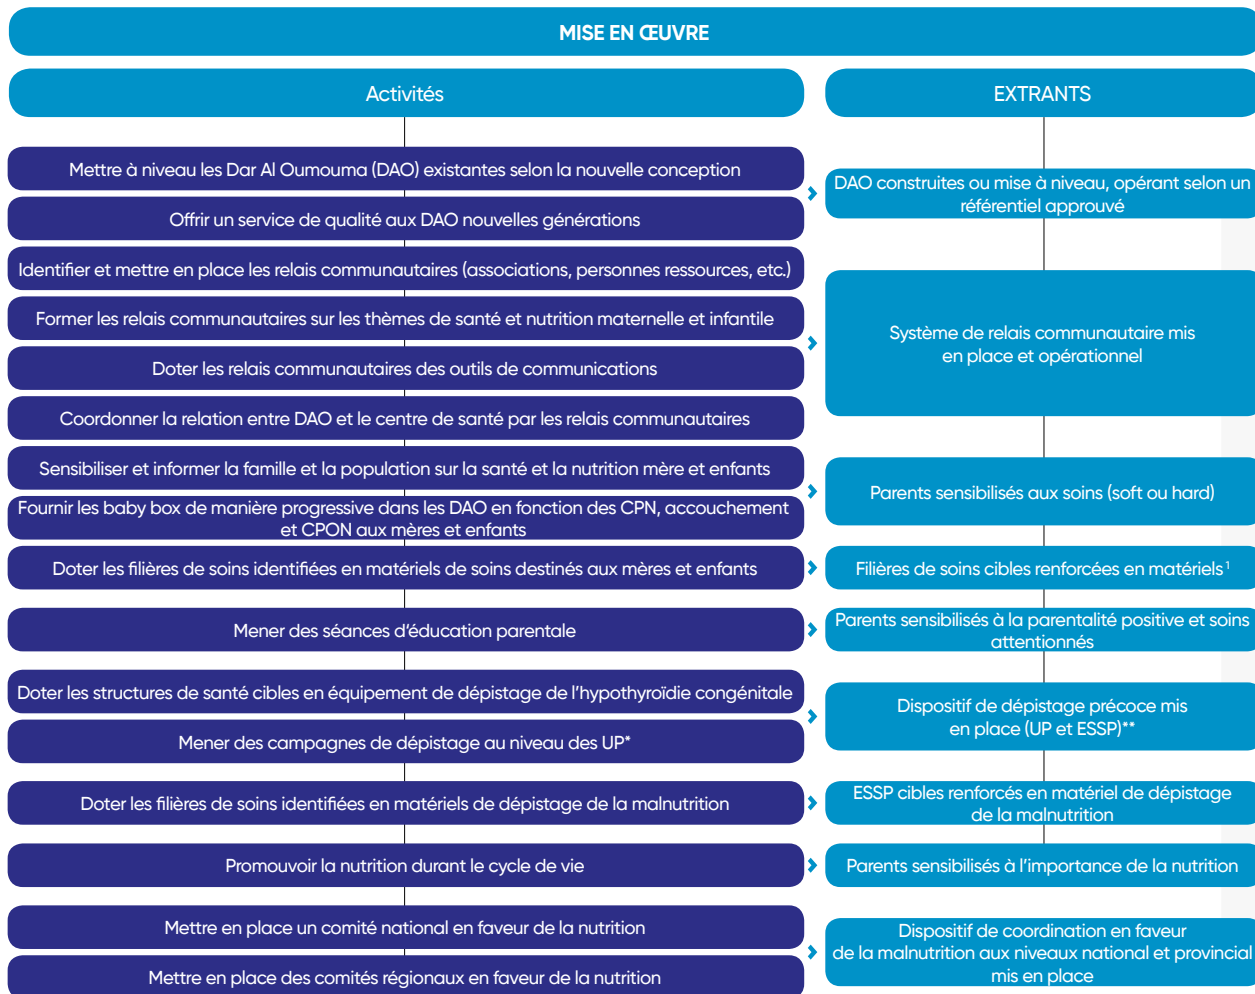 MISE EN ŒUVRE
Activités
EXTRANTS
Mettre à niveau les Dar Al Oumouma (DAO) existantes selon la nouvelle conception
Offrir un service de qualité aux DAO nouvelles générations
DAO construites ou mise à niveau, opérant selon un
référentiel approuvé
Identifier et mettre en place les relais communautaires (associations, personnes ressources, etc.)
Former les relais communautaires sur les thèmes de santé et nutrition maternelle et infantile
Doter les relais communautaires des outils de communications
Coordonner la relation entre DAO et le centre de santé par les relais communautaires
Système de relais communautaire mis
en place et opérationnel
Sensibiliser et informer la famille et la population sur la santé et la nutrition mère et enfants
Fournir les baby box de manière progressive dans les DAO en fonction des CPN, accouchement
et CPON aux mères et enfants
Parents sensibilisés aux soins (soft ou hard)
Doter les filières de soins identifiées en matériels de soins destinés aux mères et enfants
Filières de soins cibles renforcées en matériels ¹
Mener des séances d'éducation parentale
Parents sensibilisés à la parentalité positive et soins
attentionnés
Doter les structures de santé cibles en équipement de dépistage de l'hypothyroïdie congénitale
Mener des campagnes de dépistage au niveau des UP*
Dispositif de dépistage précoce mis
en place (UP et ESSP)**
Doter les filières de soins identifiées en matériels de dépistage de la malnutrition
ESSP cibles renforcés en matériel de dépistage
de la malnutrition
Promouvoir la nutrition durant le cycle de vie
Parents sensibilisés à l'importance de la nutrition
Mettre en place un comité national en faveur de la nutrition
Mettre en place des comités régionaux en faveur de la nutrition
Dispositif de coordination en faveur
de la malnutrition aux niveaux national et provincial
mis en place